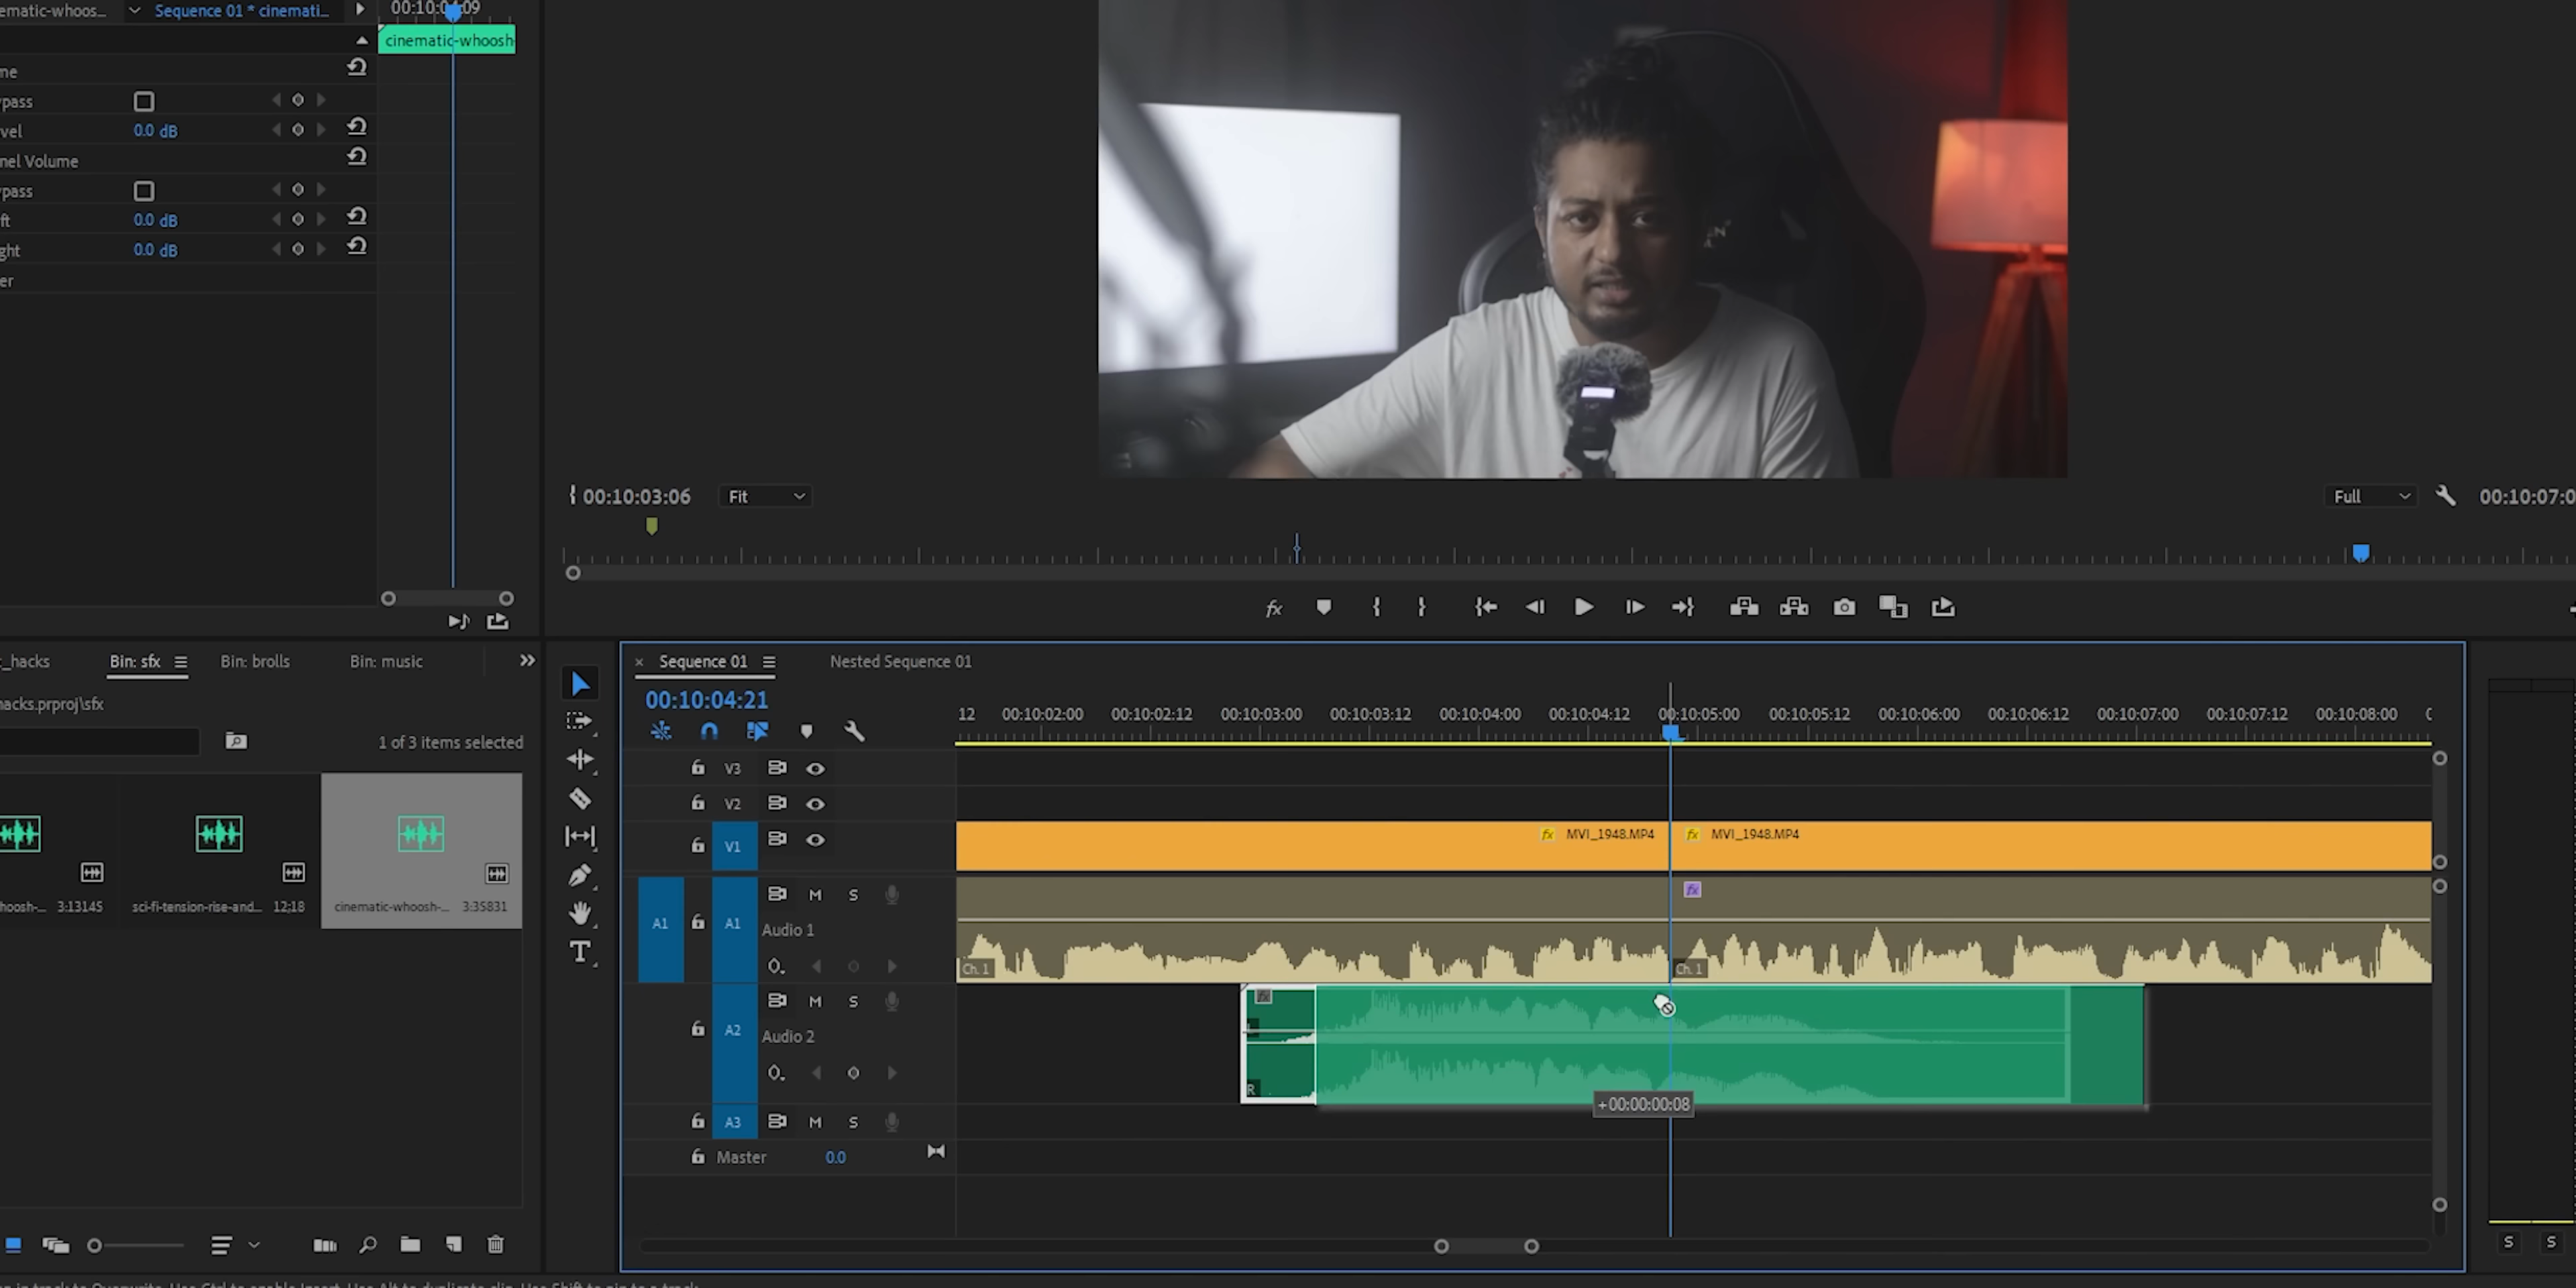 ematic-whoos...
Sequence 01 * cinemati...
cinematic-whoosh
me
pass
vel
0.0 dB
nel Volume
pass
ft
0.0 dB
ght
0.0 dB
er
00:10:03:06
Fit
Full
00:10:07:0
_hacks
Bin: sfx
Bin: brolls
Bin: music
acks.prproj\sfx
1 of 3 items selected
hoosh-...
3:13145
sci-fi-tension-rise-and...
12;18
cinematic-whoosh-...
3:35831
Sequence 01
Nested Sequence 01
00:10:04:21
12
00:10:02:00
00:10:02:12
00:10:03:00
00:10:03:12
00:10:04:00
00:10:04:12
00:10:05:00
00:10:05:12
00:10:06:00
00:10:06:12
00:10:07:00
00:10:07:12
00:10:08:00
V3
V2
V1
fx MVI_1948.MP4
fx MVI_1948.MP4
A1
A1
M
S
Audio 1
fx
Ch. 1
Ch. 1
A2
M
S
Audio 2
fx
L
R
+00:00:00:08
A3
M
S
Master
0.0
S
S